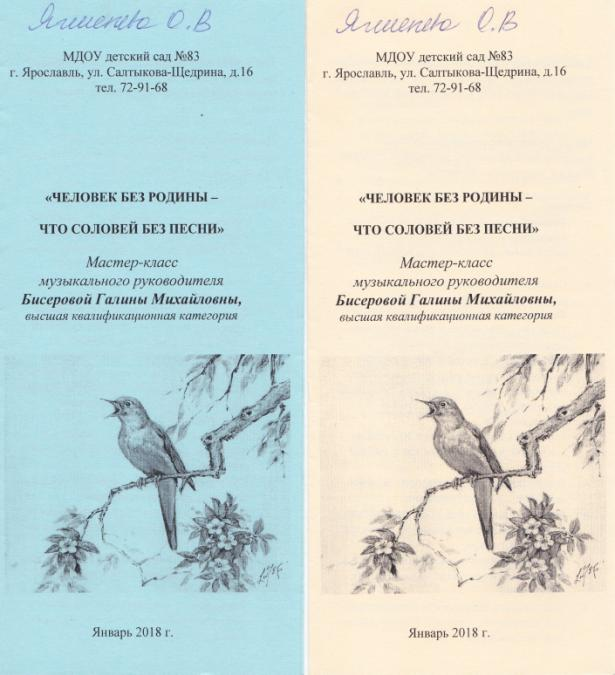 О.В
МДОУ детский сад №83
г. Ярославль, ул. Салтыкова-Щедрина, д.16
тел. 72-91-68
«ЧЕЛОВЕК БЕЗ РОДИНЫ –
ЧТО СОЛОВЕЙ БЕЗ ПЕСНИ»
Мастер-класс
музыкального руководителя
Бисеровой Галины Михайловны,
высшая квалификационная категория
Январь 2018 г.
О.В
МДОУ детский сад №83
г. Ярославль, ул. Салтыкова-Щедрина, д.16
тел. 72-91-68
«ЧЕЛОВЕК БЕЗ РОДИНЫ –
ЧТО СОЛОВЕЙ БЕЗ ПЕСНИ»
Мастер-класс
музыкального руководителя
Бисеровой Галины Михайловны,
высшая квалификационная категория
Январь 2018 г.